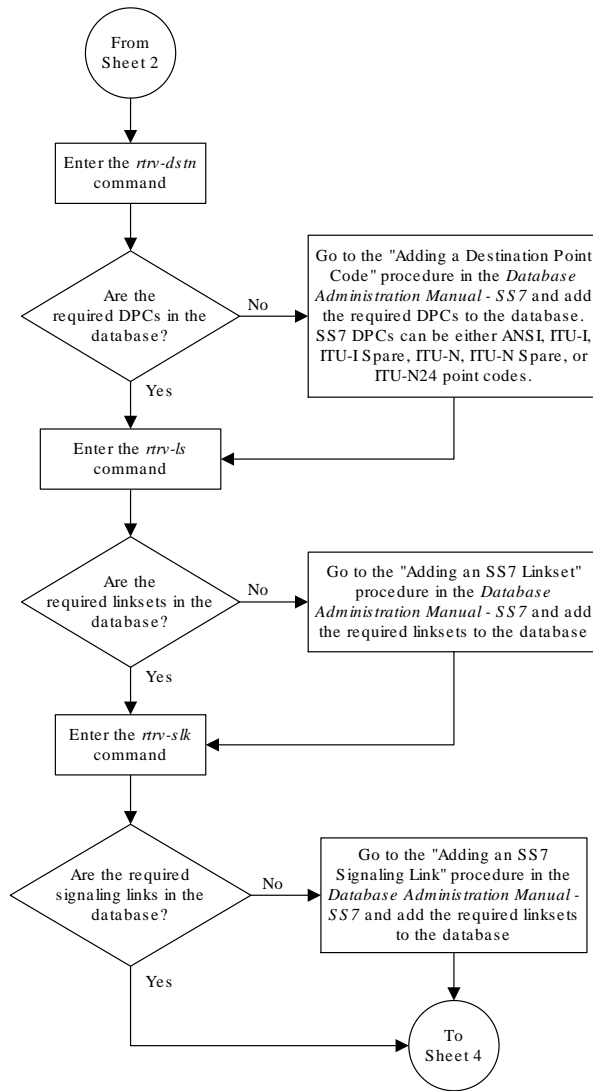 From
Sheet 2
Enter the rtrv-dstn
command
Are the
required DPCs in the
database?
No
Yes
Go to the "Adding a Destination Point
Code" procedure in the Database
Administration Manual - SS7 and add
the required DPCs to the database.
SS7 DPCs can be either ANSI, ITU-I,
ITU-I Spare, ITU-N, ITU-N Spare, or
ITU-N24 point codes.
Enter the rtrv-ls
command
Are the
required linksets in the
database?
No
Yes
Go to the "Adding an SS7 Linkset"
procedure in the Database
Administration Manual - SS7 and add
the required linksets to the database
Enter the rtrv-slk
command
Are the required
signaling links in the
database?
No
Yes
Go to the "Adding an SS7
Signaling Link" procedure in the
Database Administration Manual -
SS7 and add the required linksets
to the database
To
Sheet 4